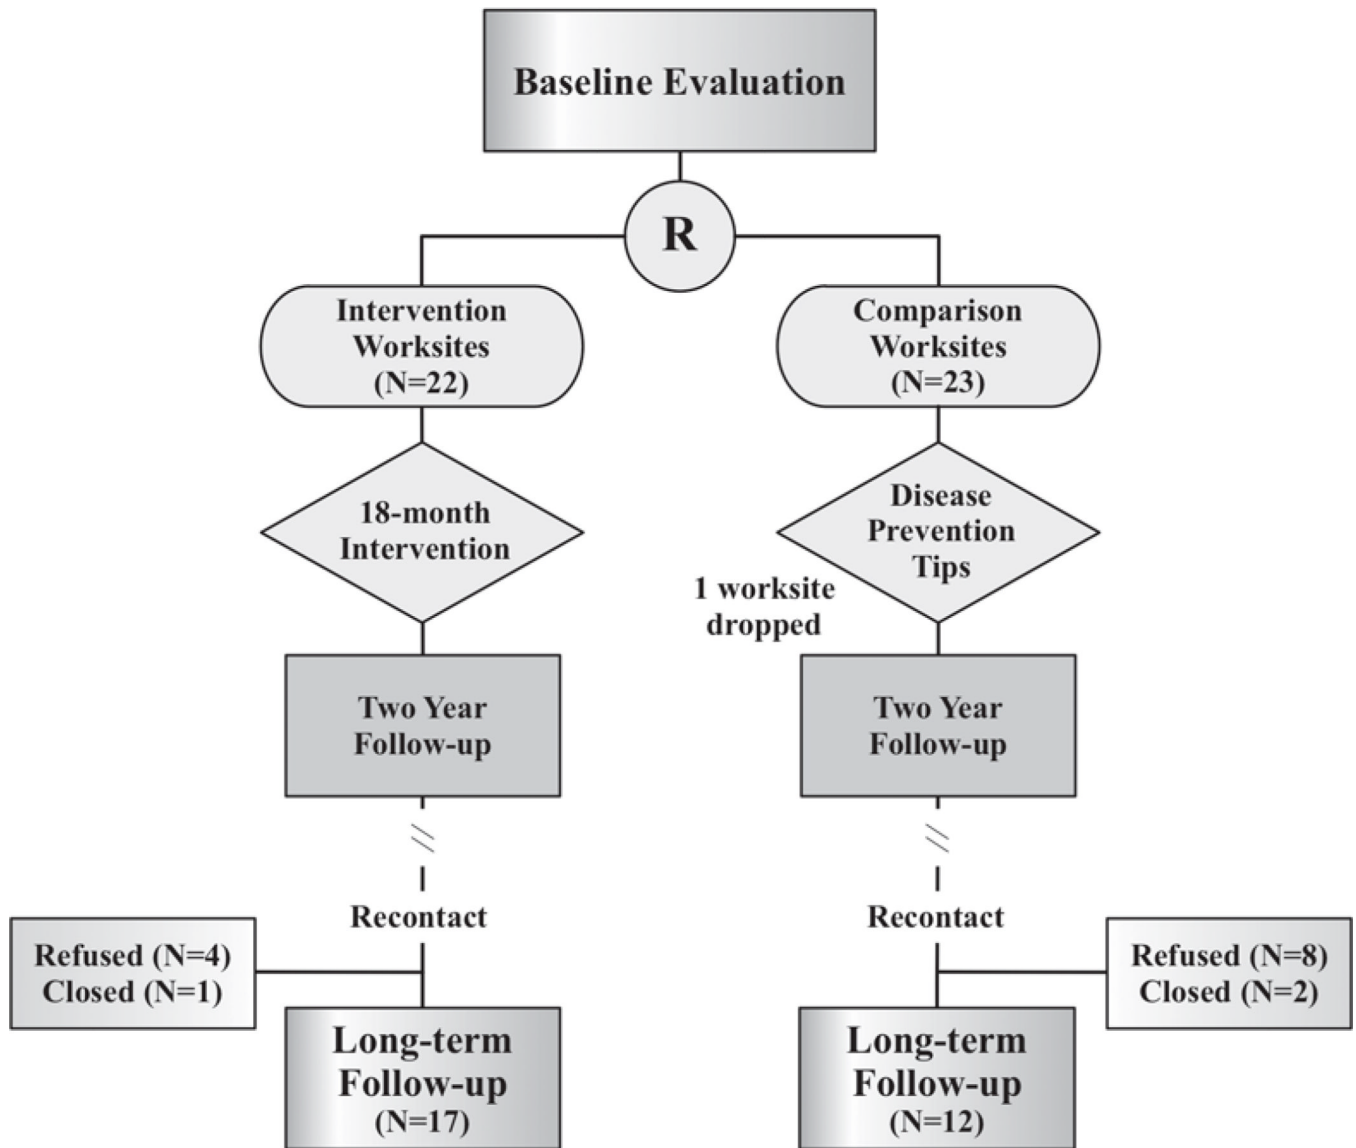 Baseline Evaluation
R
Intervention
Worksites
(N=22)
Comparison
Worksites
(N=23)
18-month
Intervention
Disease
Prevention
Tips
1 worksite
dropped
Two Year
Follow-up
Two Year
Follow-up
Recontact
Recontact
Refused (N=4)
Closed (N=1)
Refused (N=8)
Closed (N=2)
Long-term
Follow-up
(N=17)
Long-term
Follow-up
(N=12)